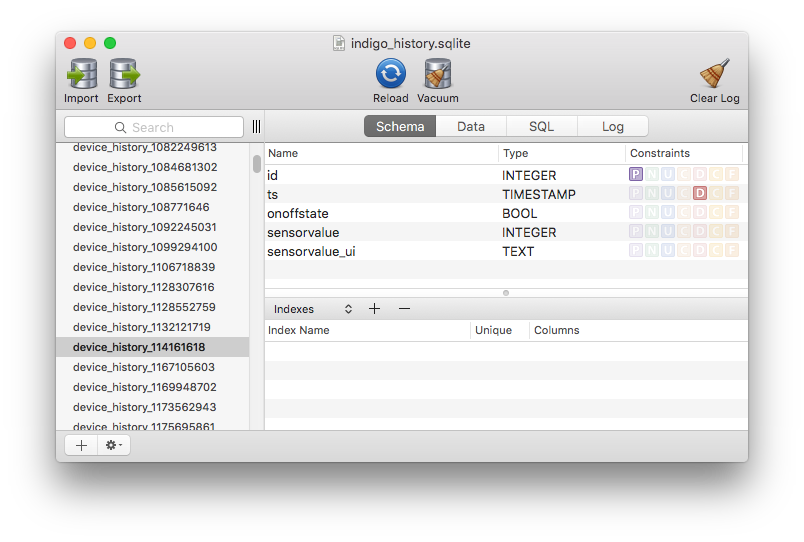 indigo_history.sqlite
Import Export Reload Vacuum Clear Log
Search Schema Data SQL Log
device_history_1082249613
device_history_1084681302
device_history_1085615092
device_history_108771646
device_history_1092245031
device_history_1099294100
device_history_1106718839
device_history_1128307616
device_history_1128552759
device_history_1132121719
device_history_114161618
device_history_1167105603
device_history_1169948702
device_history_1173562943
device_history_1175695861
Name Type Constraints
id INTEGER P N U C D C F
ts TIMESTAMP P N U C D C F
onoffstate BOOL P N U C D C F
sensorvalue INTEGER P N U C D C F
sensorvalue_ui TEXT P N U C D C F
Indexes
Index Name Unique Columns